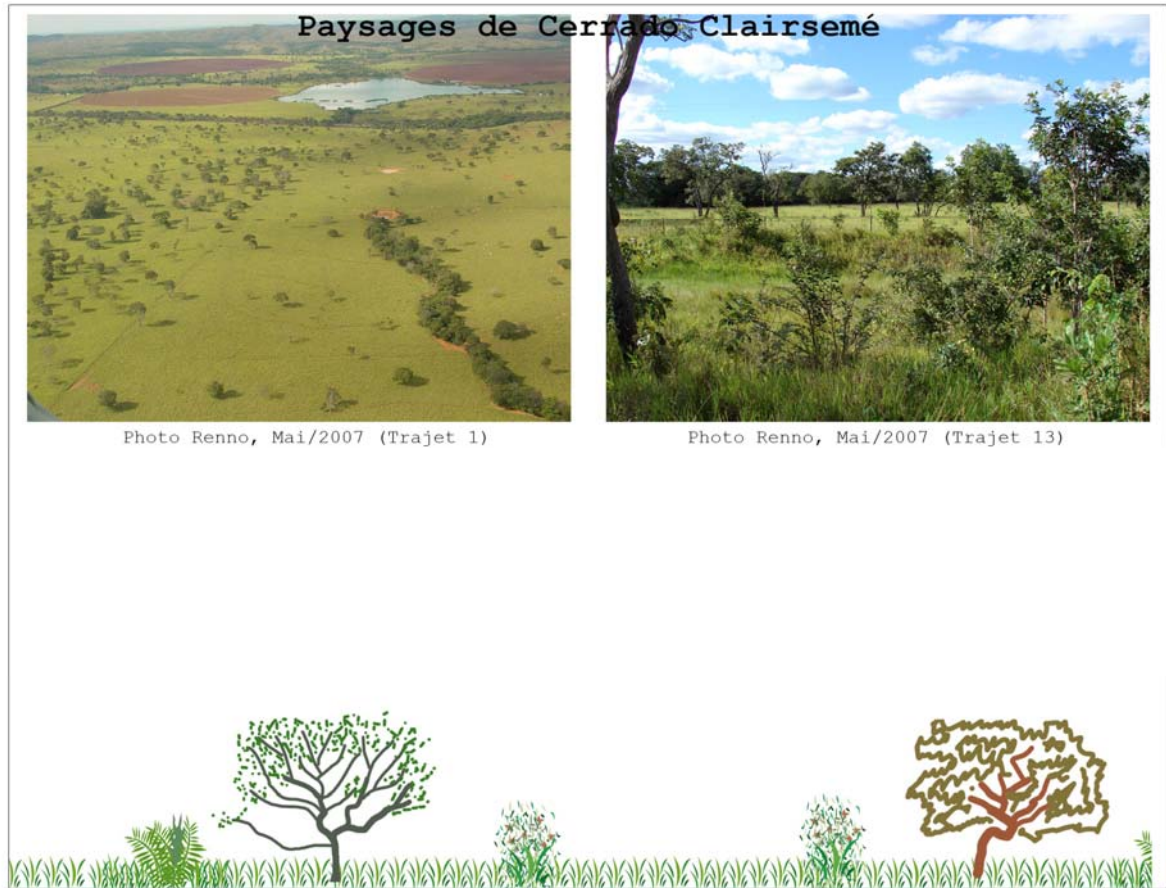 Paysages de Cerrado Clairsemé
Photo Renno, Mai/2007 (Trajet 1)
Photo Renno, Mai/2007 (Trajet 13)